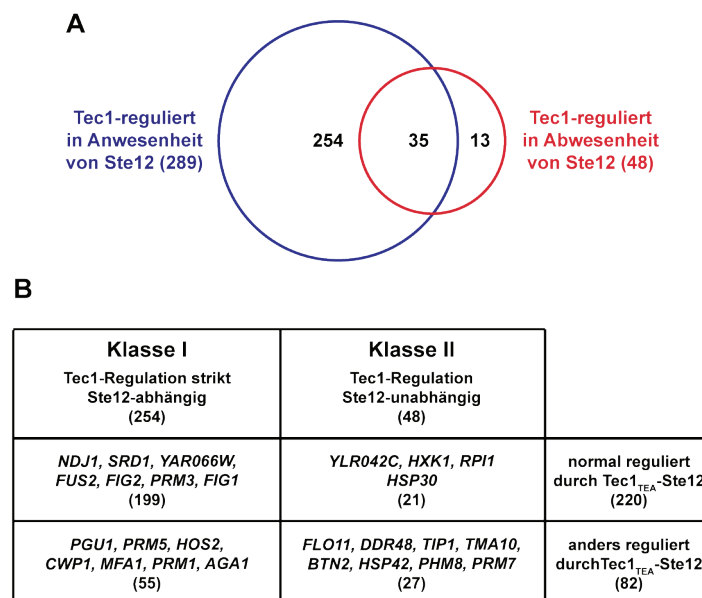 A
Tec1-reguliert
in Anwesenheit
von Ste12 (289)
254
35
13
Tec1-reguliert
in Abwesenheit
von Ste12 (48)
B
Klasse I
Tec1-Regulation strikt
Ste12-abhängig
(254)
Klasse II
Tec1-Regulation
Ste12-unabhängig
(48)
NDJ1, SRD1, YAR066W,
FUS2, FIG2, PRM3, FIG1
(199)
YLR042C, HXK1, RPI1
HSP30
(21)
normal reguliert
durch Tec1TEA-Ste12
(220)
PGU1, PRM5, HOS2,
CWP1, MFA1, PRM1, AGA1
(55)
FLO11, DDR48, TIP1, TMA10,
BTN2, HSP42, PHM8, PRM7
(27)
anders reguliert
durchTec1TEA-Ste12
(82)